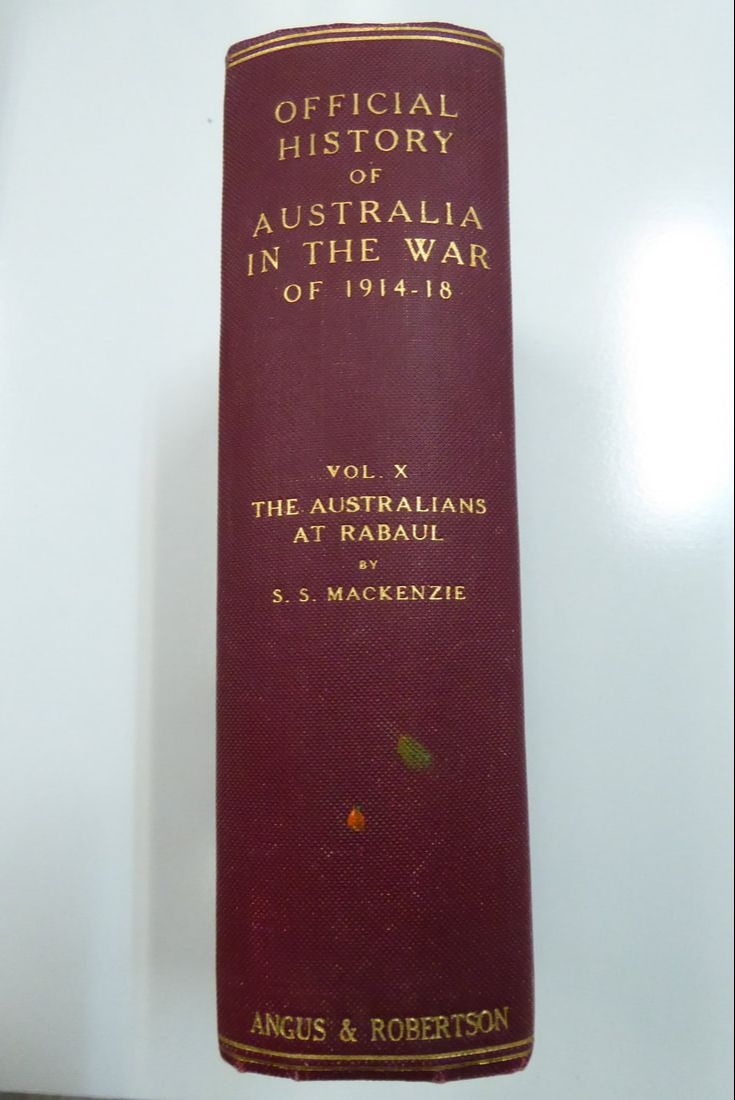 OFFICIAL
HISTORY
OF
AUSTRALIA
IN THE WAR
OF 1914-18
VOL. X
THE AUSTRALIANS
AT RABAUL
BY
S. S. MACKENZIE
ANGUS & ROBERTSON